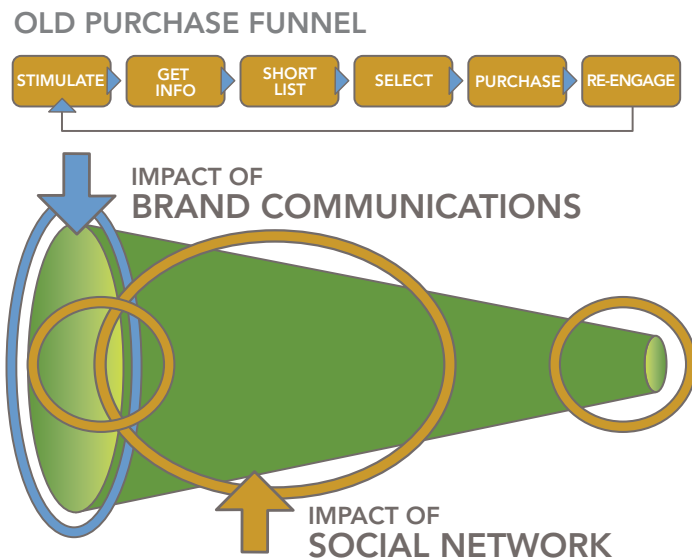 OLD PURCHASE FUNNEL
STIMULATE
GET
INFO
SHORT
LIST
SELECT
PURCHASE
RE-ENGAGE
IMPACT OF
BRAND COMMUNICATIONS
IMPACT OF
SOCIAL NETWORK